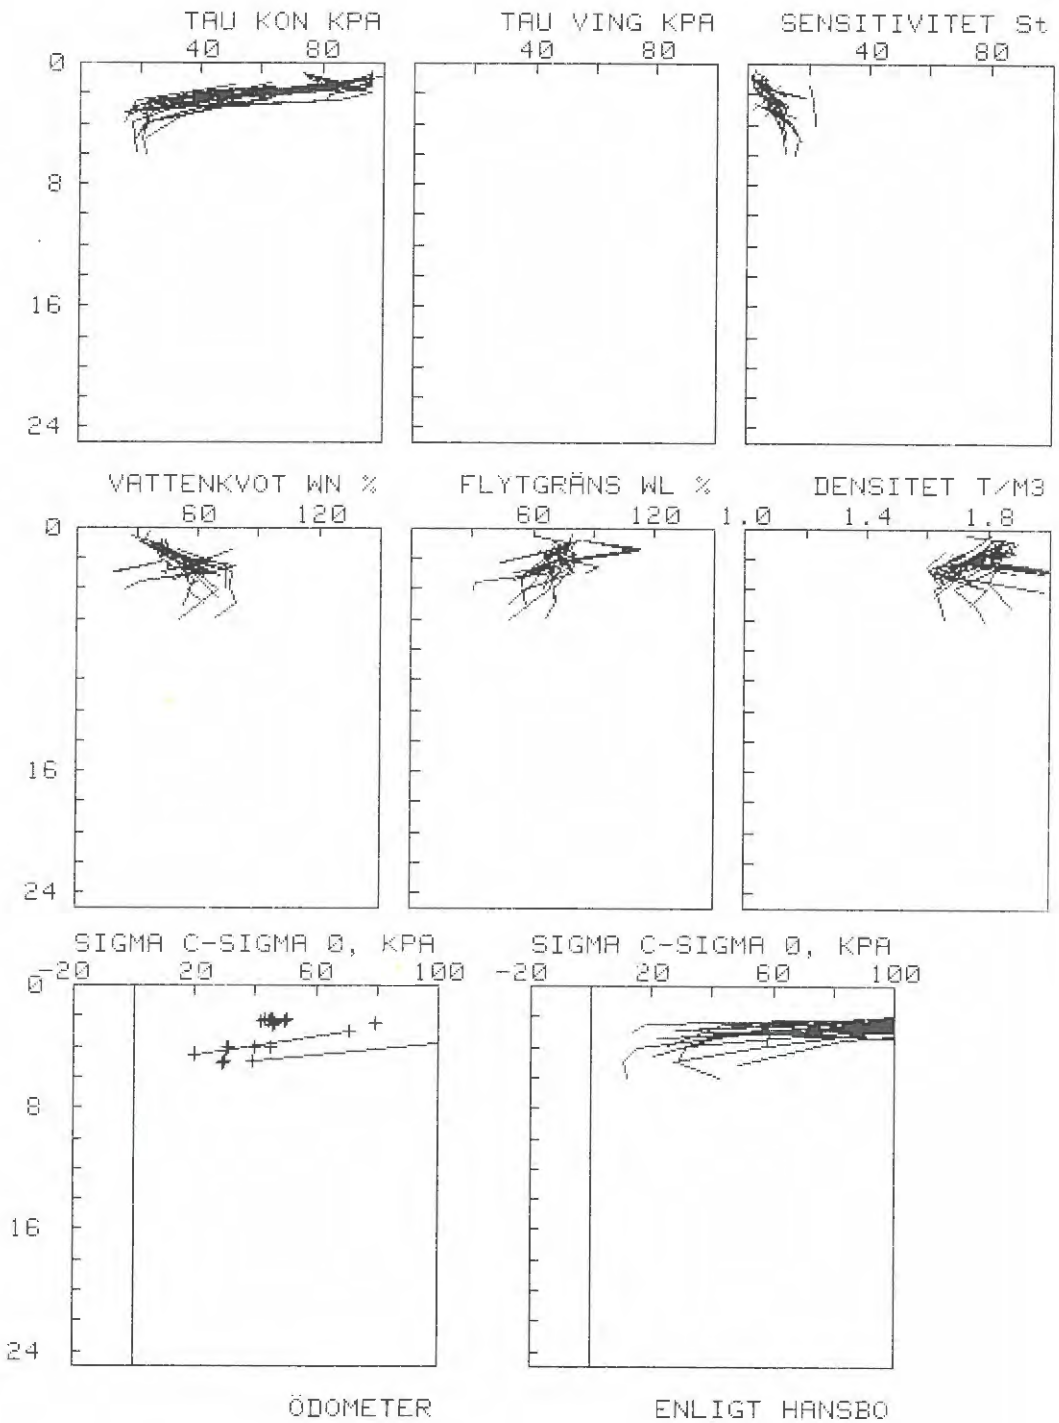 TAU KON KPA
40 80
TAU VING KPA
40 80
SENSITIVITET St
40 80
0
8
16
24
VATTENKVOT WN %
60 120
FLYTGRÄNS WL %
60 120
DENSITET T/M3
1.0 1.4 1.8
0
16
24
SIGMA C-SIGMA 0, KPA
-20 20 60 100
SIGMA C-SIGMA 0, KPA
-20 20 60 100
0
8
16
24
ÖDOMETER
ENLIGT HANSBO